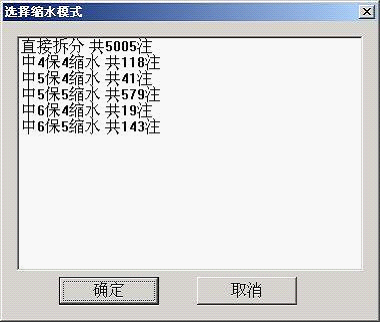 选择缩水模式
直接拆分 共5005注
中4保4缩水 共118注
中5保4缩水 共41注
中5保5缩水 共579注
中6保4缩水 共19注
中6保5缩水 共143注
确定 取消